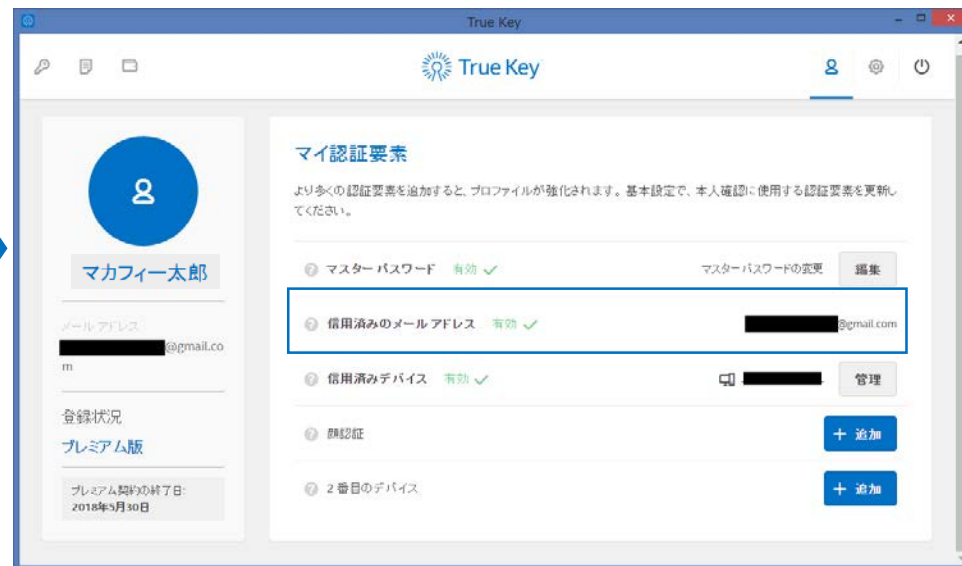 True Key
True Key
マカフィー太郎
メール アドレス
@gmail.co
m
登録状況
プレミアム版
プレミアム契約の終了日:
2018年5月30日
マイ認証要素
より多くの認証要素を追加すると、プロファイルが強化されます。基本設定で、本人確認に使用する認証要素を更新し
てください。
マスター パスワード 有効 マスター パスワードの変更 編集
信用済みのメール アドレス 有効 @gmail.com
信用済みデバイス 有効 管理
顔認証 + 追加
2 番目のデバイス + 追加